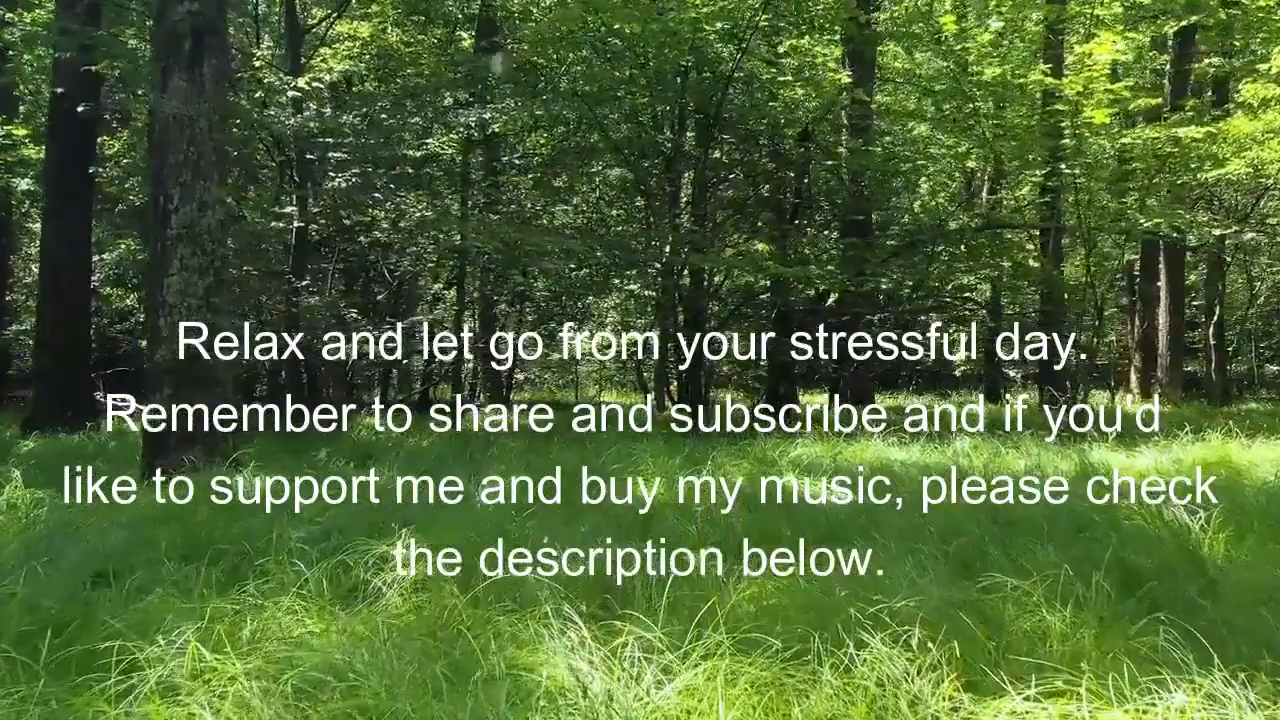 Relax and let go from your stressful day.
Remember to share and subscribe and if you'd
like to support me and buy my music, please check
the description below.